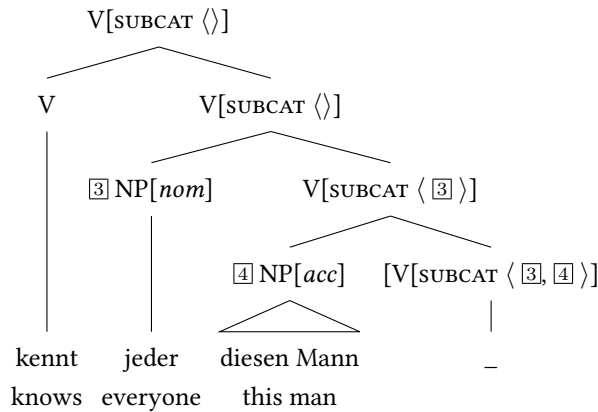 V[SUBCAT ⟨⟩]
V V[SUBCAT ⟨⟩]
3 NP[nom] V[SUBCAT ⟨ 3 ⟩]
4 NP[acc] [V[SUBCAT ⟨ 3, 4 ⟩]
kennt jeder diesen Mann _
knows everyone this man